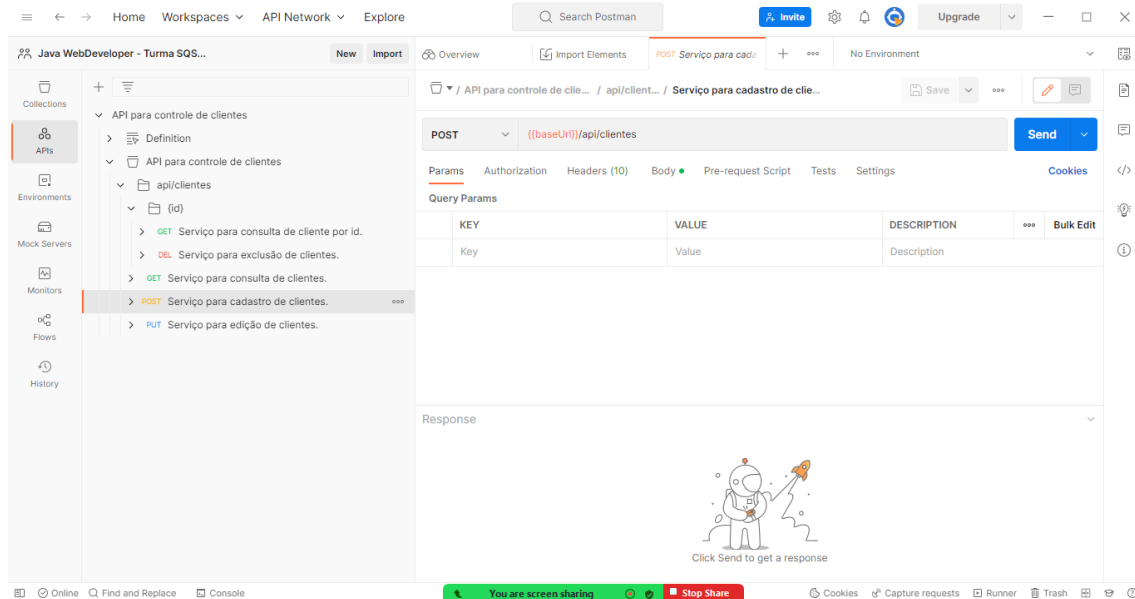 Home Workspaces API Network Explore Search Postman Invite Upgrade
Java WebDeveloper - Turma SQS... New Import Overview Import Elements POST Serviço para cada No Environment
Collections
APIs
Environments
Mock Servers
Monitors
Flows
History
API para controle de clientes
Definition
API para controle de clientes
api/clientes
{id}
GET Serviço para consulta de cliente por id.
DEL Serviço para exclusão de clientes.
GET Serviço para consulta de clientes.
POST Serviço para cadastro de clientes.
PUT Serviço para edição de clientes.
/ API para controle de clie... / api/client... / Serviço para cadastro de clie... Save
POST {{baseUrl}}/api/clientes Send
Params Authorization Headers (10) Body Pre-request Script Tests Settings Cookies
Query Params
KEY VALUE DESCRIPTION Bulk Edit
Key Value Description
Response
Click Send to get a response
Online Find and Replace Console You are screen sharing Stop Share Cookies Capture requests Runner Trash